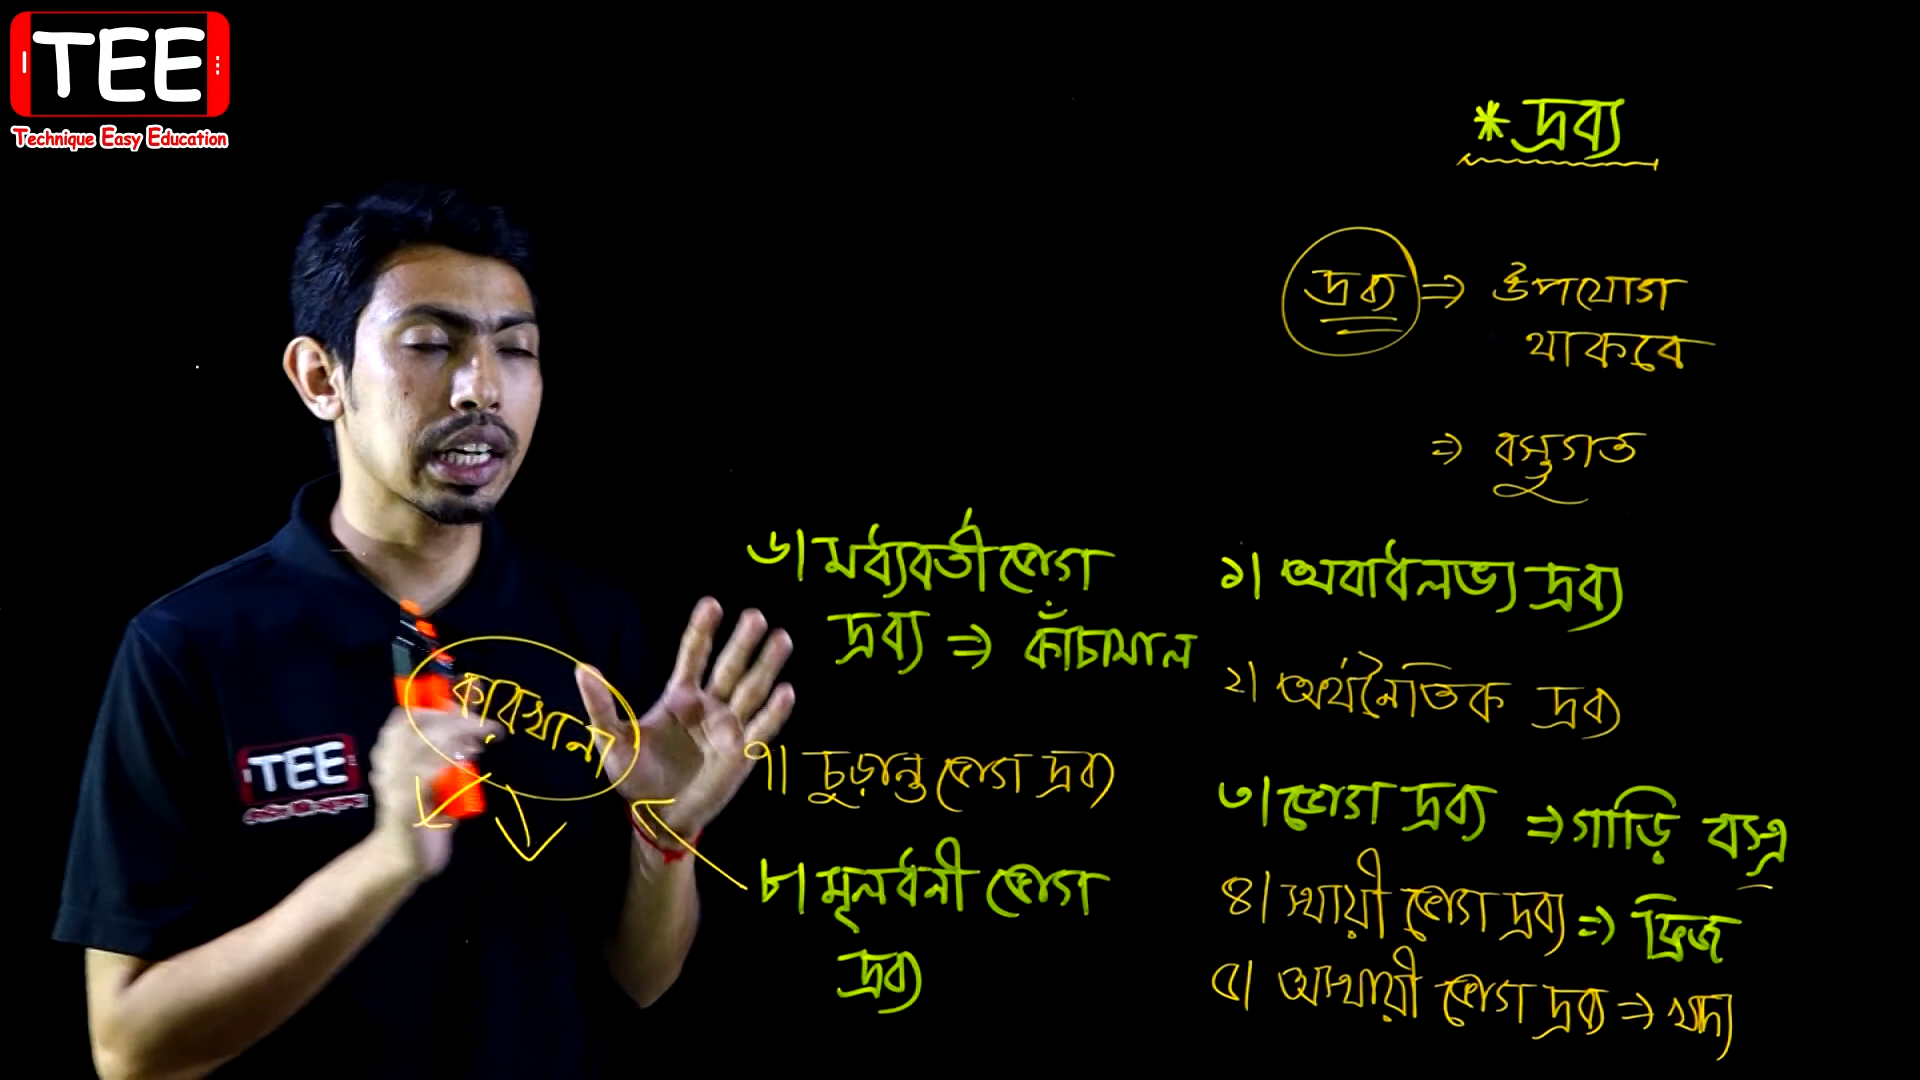 TEE
Technique Easy Education
* দ্রব্য
দ্রব্য ⇒ উপযোগ
থাকবে
⇒ বস্তুগত
১। অবাধলভ্য দ্রব্য
২। অর্থনৈতিক দ্রব্য
৩। ভোগ্য দ্রব্য ⇒ গাড়ি বস্ত্র
৪। স্থায়ী ভোগ্য দ্রব্য ⇒ ফ্রিজ
৫। অস্থায়ী ভোগ্য দ্রব্য ⇒ খাদ্য
৬। মধ্যবর্তী ভোগ্য
দ্রব্য ⇒ কাঁচামাল
৭। চুড়ান্ত ভোগ্য দ্রব্য
৮। মূলধনী ভোগ্য
দ্রব্য
কারখানা
TEE